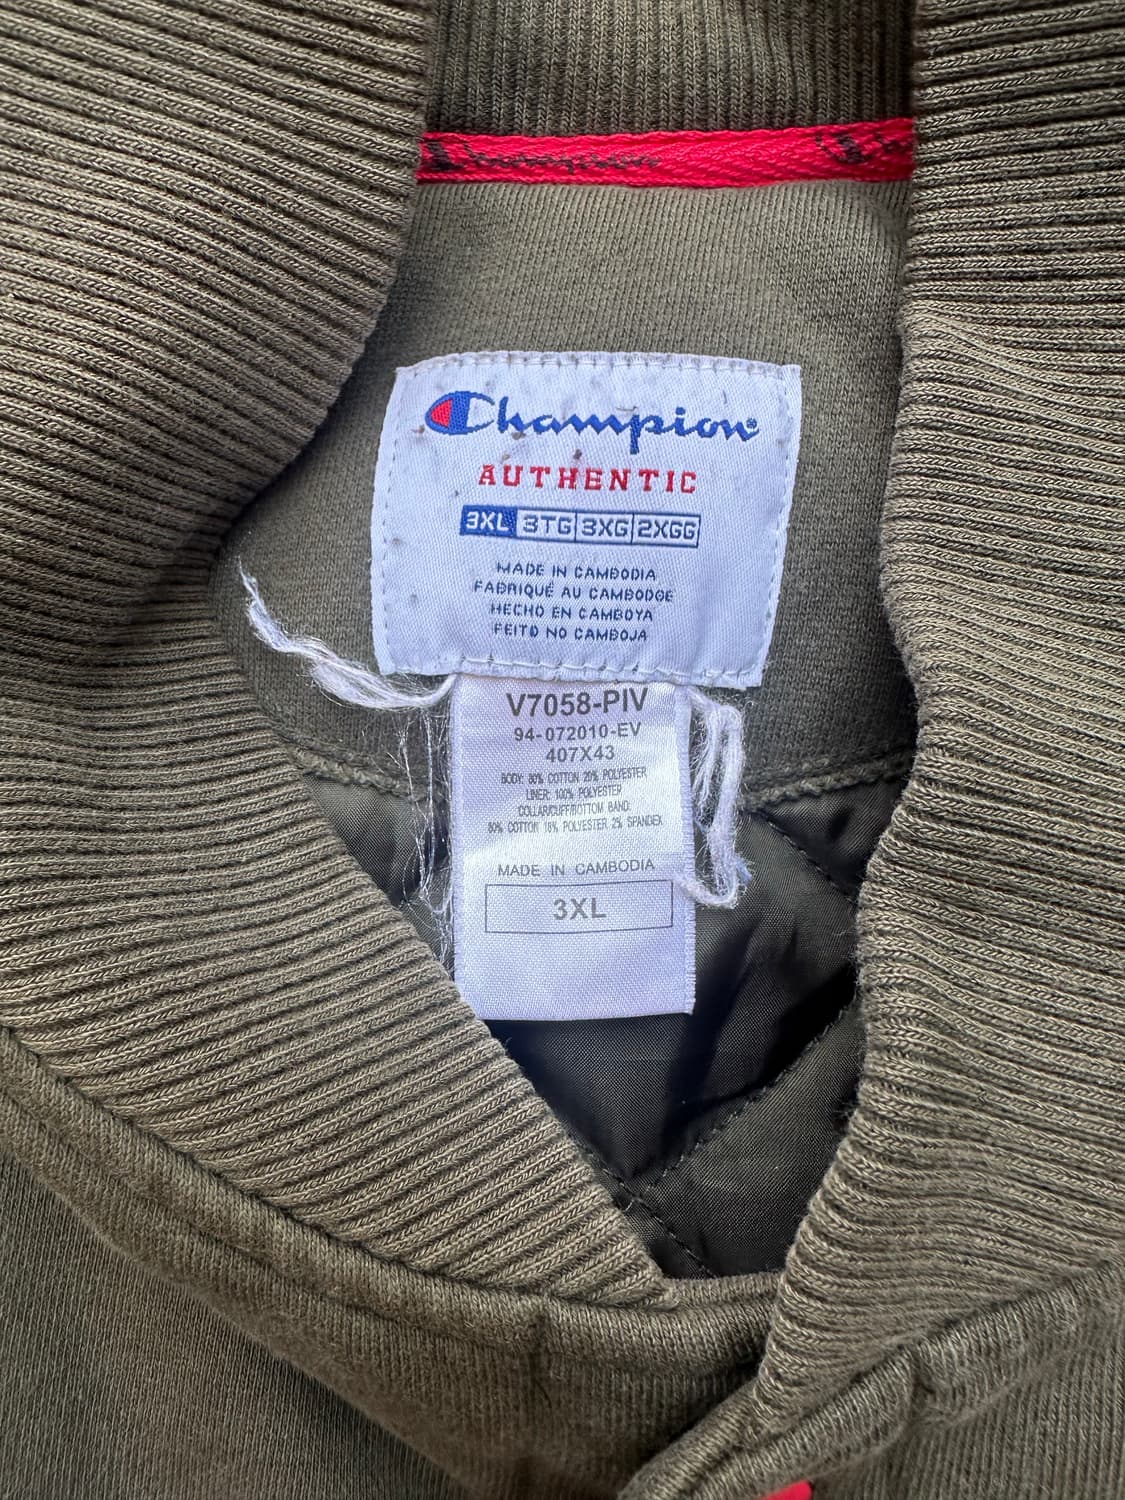 Champion
Champion®
AUTHENTIC
3XL 3TG 3XG 2XGG
MADE IN CAMBODIA
FABRIQUÉ AU CAMBODGE
HECHO EN CAMBOYA
FEITO NO CAMBOJA
V7058-PIV
94-072010-EV
407X43
BODY: 80% COTTON 20% POLYESTER
LINER: 100% POLYESTER
COLLAR/CUFF/BOTTOM BAND:
80% COTTON 18% POLYESTER 2% SPANDEX
MADE IN CAMBODIA
3XL